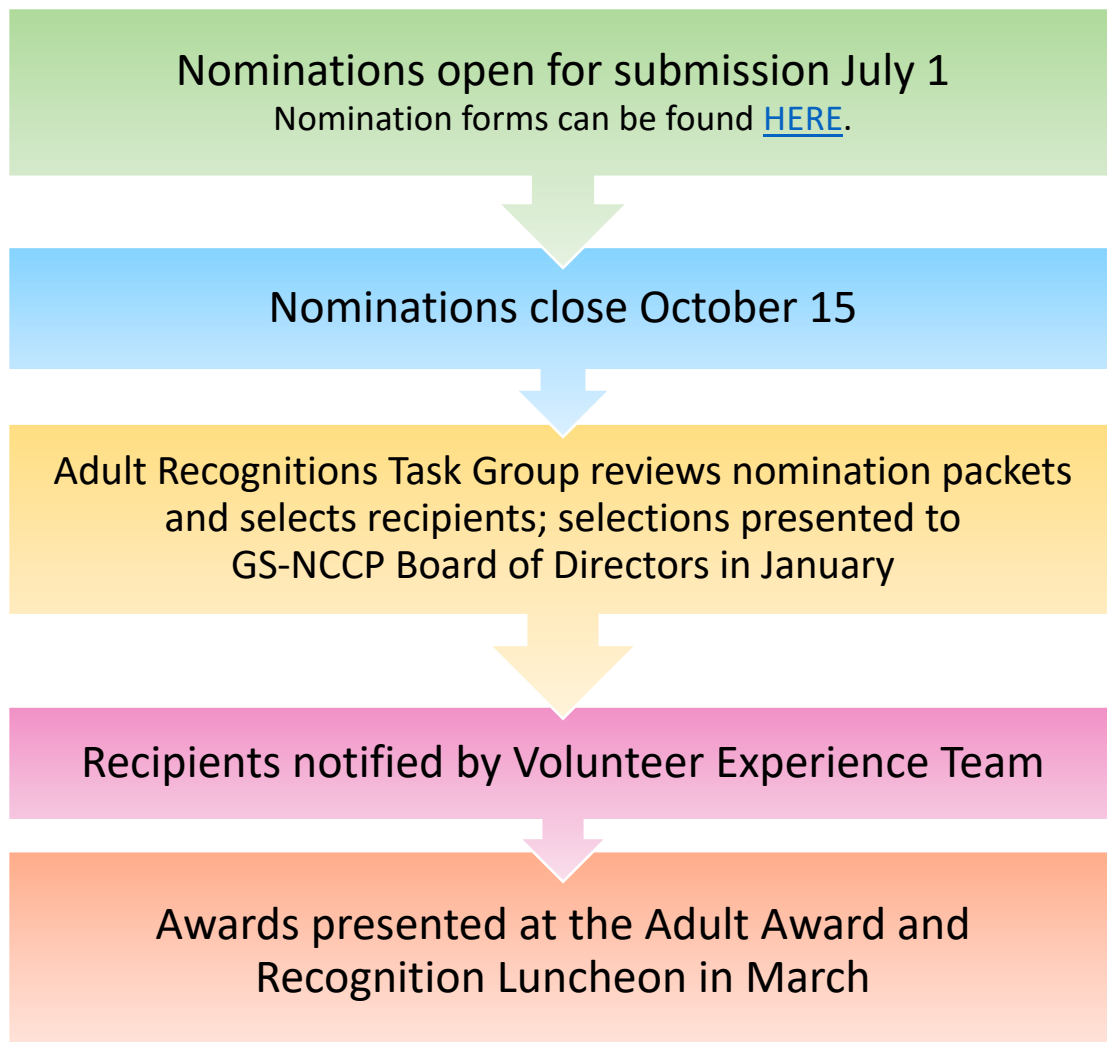 Nominations open for submission July 1
Nomination forms can be found HERE.
Nominations close October 15
Adult Recognitions Task Group reviews nomination packets
and selects recipients; selections presented to
GS-NCCP Board of Directors in January
Recipients notified by Volunteer Experience Team
Awards presented at the Adult Award and
Recognition Luncheon in March